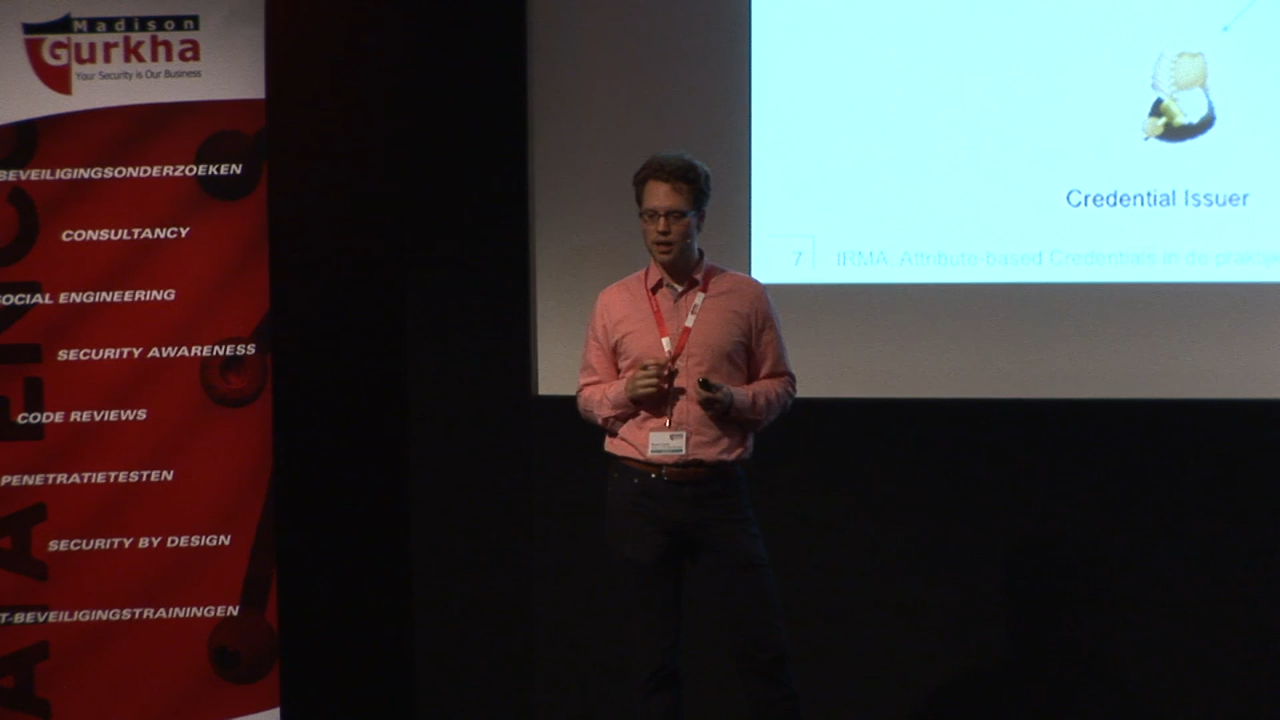 Madison
Gurkha
Your Security is Our Business
BEVEILIGINGSONDERZOEKEN
CONSULTANCY
SOCIAL ENGINEERING
SECURITY AWARENESS
CODE REVIEWS
PENETRATIETESTEN
SECURITY BY DESIGN
T-BEVEILIGINGSTRAININGEN
Credential Issuer
7 IRMA: Attribute-based Credentials in de praktijk